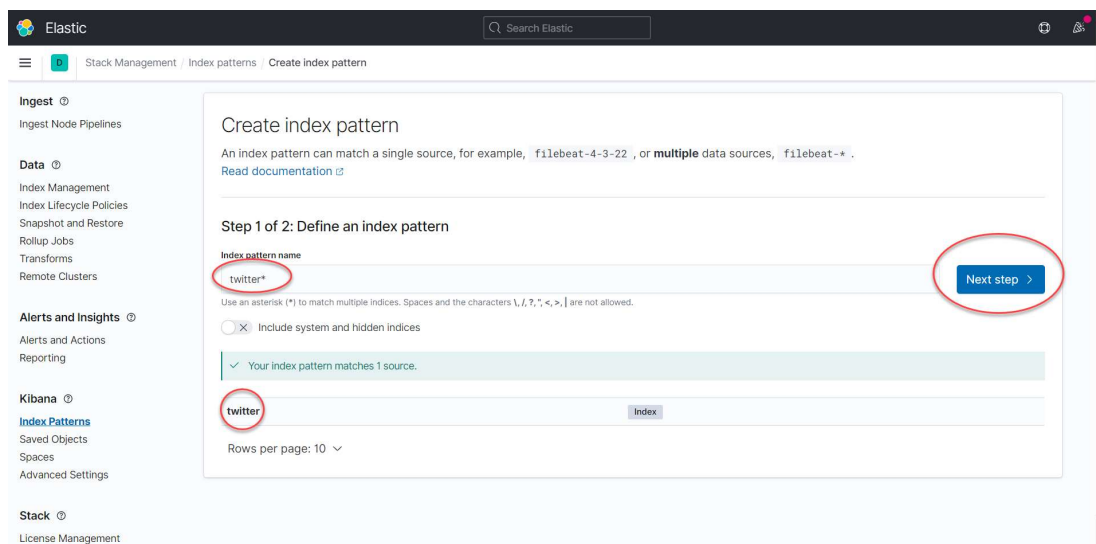 Elastic
Search Elastic
D
Stack Management / Index patterns / Create index pattern
Ingest
Ingest Node Pipelines
Data
Index Management
Index Lifecycle Policies
Snapshot and Restore
Rollup Jobs
Transforms
Remote Clusters
Alerts and Insights
Alerts and Actions
Reporting
Kibana
Index Patterns
Saved Objects
Spaces
Advanced Settings
Stack
License Management
Create index pattern
An index pattern can match a single source, for example, filebeat-4-3-22 , or multiple data sources, filebeat-* .
Read documentation
Step 1 of 2: Define an index pattern
Index pattern name
twitter*
Next step >
Use an asterisk (*) to match multiple indices. Spaces and the characters \, /, ?, ", <, >, | are not allowed.
Include system and hidden indices
Your index pattern matches 1 source.
twitter Index
Rows per page: 10